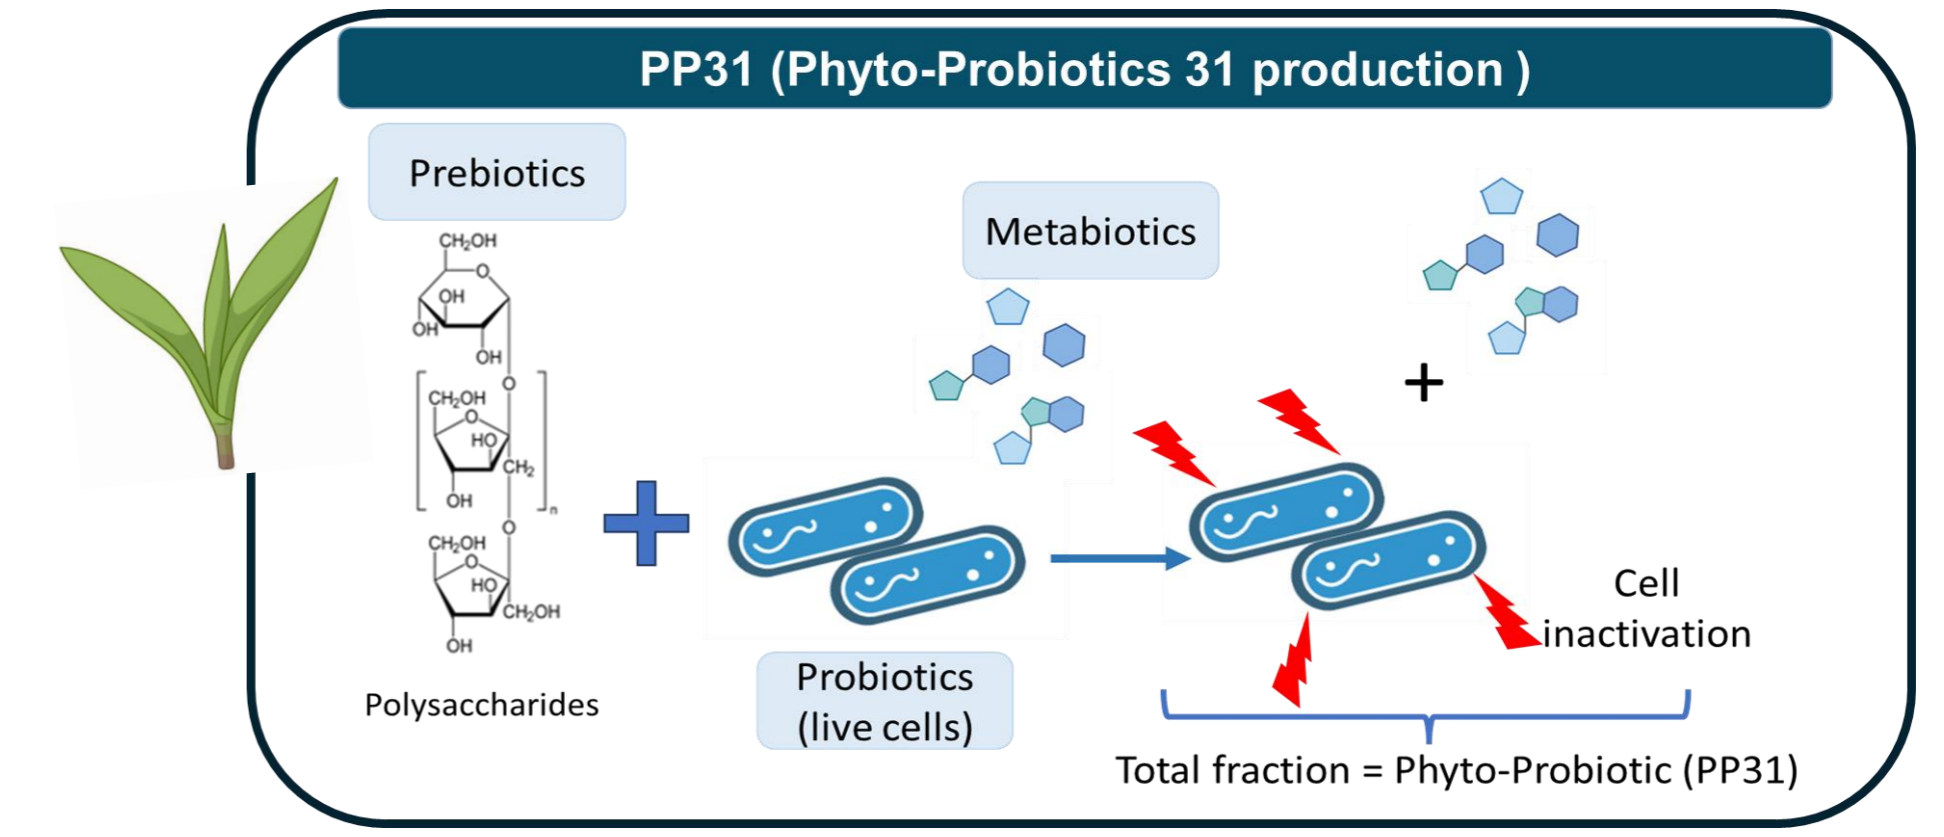 PP31 (Phyto-Probiotics 31 production )
Prebiotics
CH₂OH
O
OH
OH
OH
O
CH₂OH
O
HO
CH₂
OH
n
O
CH₂OH
O
HO
CH₂OH
OH
Polysaccharides
Metabiotics
Probiotics
(live cells)
+
Cell
inactivation
Total fraction = Phyto-Probiotic (PP31)